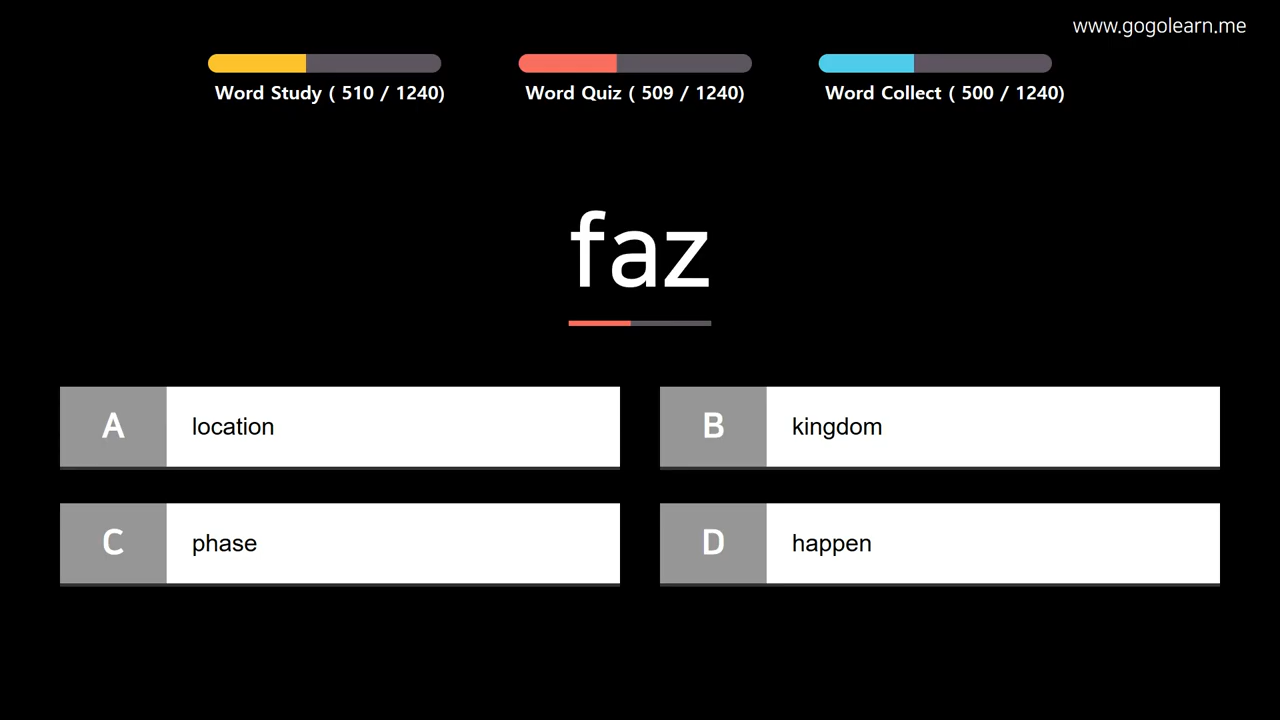 www.gogolearn.me
Word Study ( 510 / 1240)
Word Quiz ( 509 / 1240)
Word Collect ( 500 / 1240)
faz
A
location
B
kingdom
C
phase
D
happen